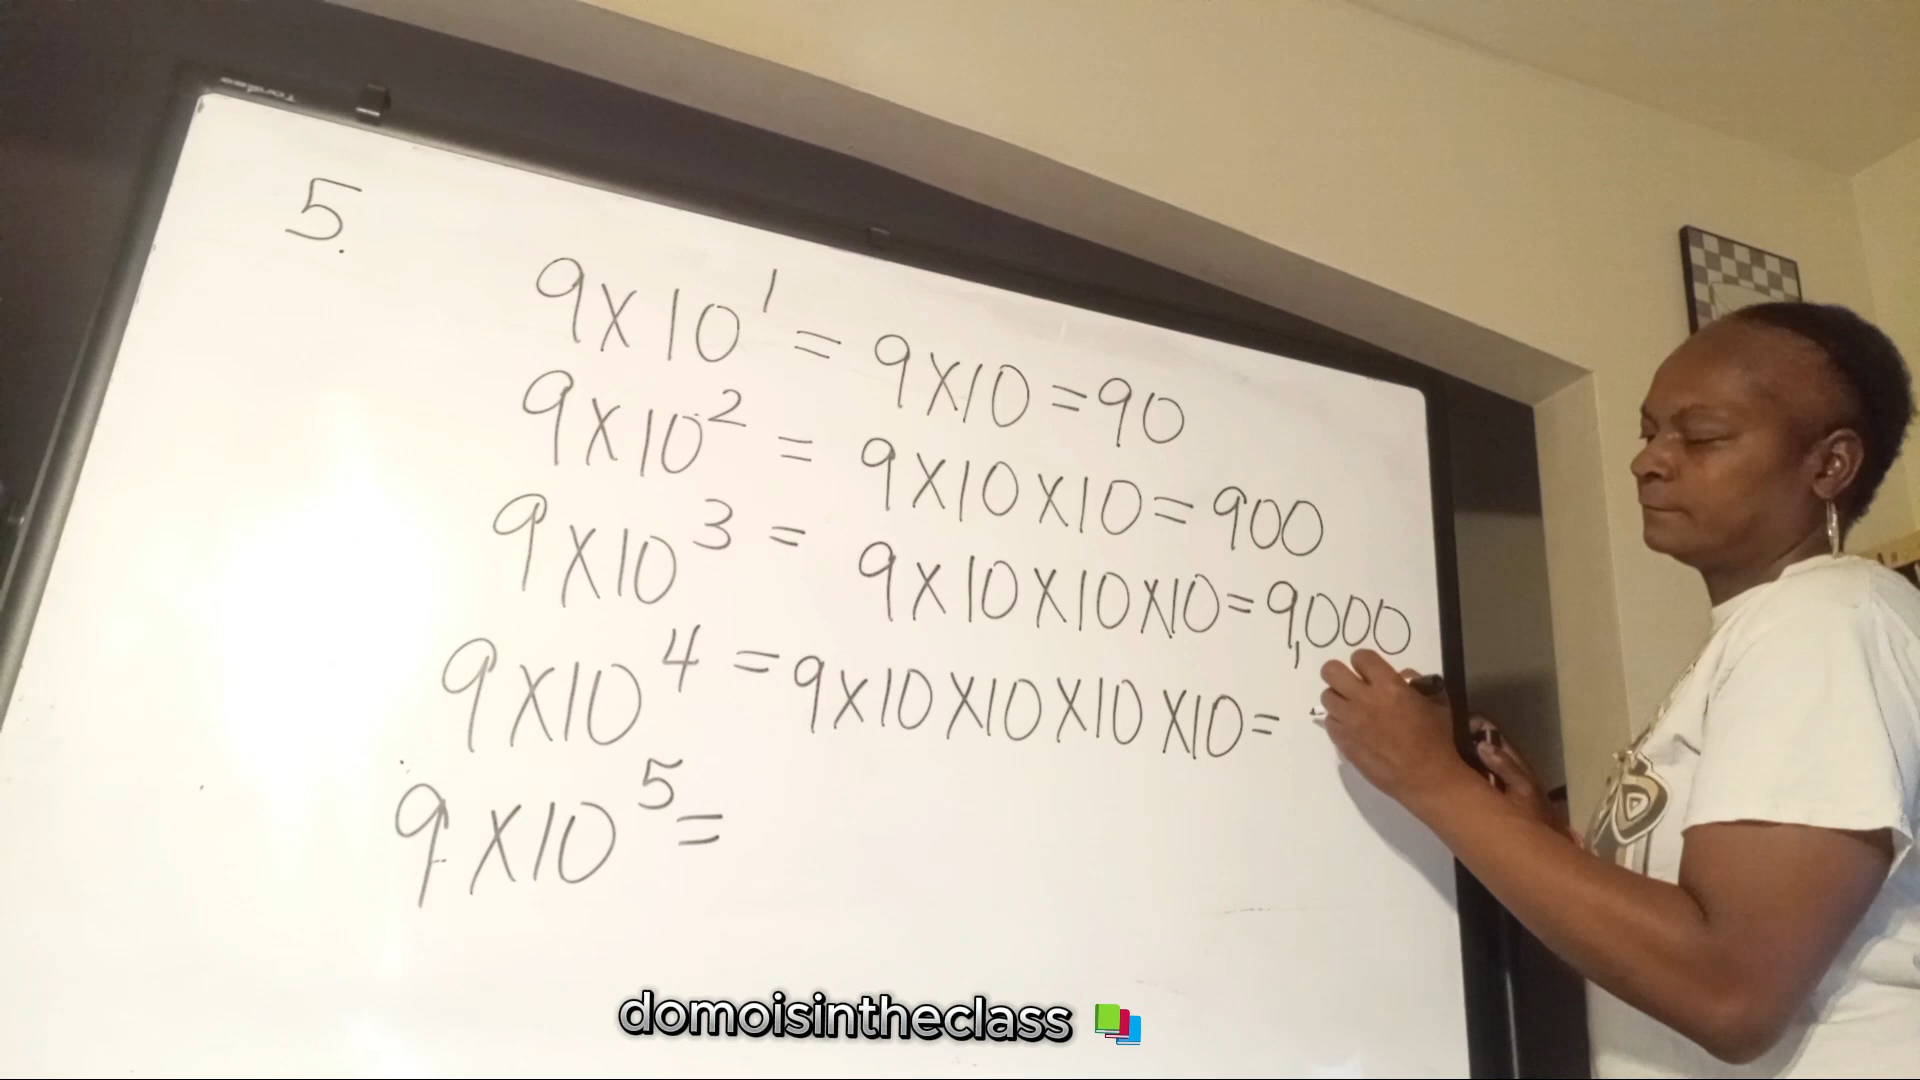 5.
9x10¹ = 9x10 = 90
9x10² = 9x10x10 = 900
9x10³ = 9x10x10x10 = 9,000
9x10⁴ = 9x10x10x10x10 =
9x10⁵ =
domoisintheclass